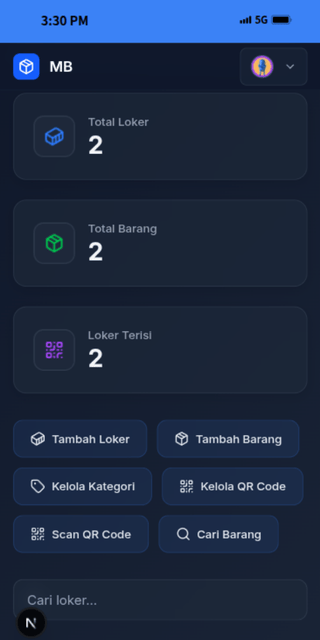 3:30 PM
5G
MB
Total Loker
2
Total Barang
2
Loker Terisi
2
Tambah Loker
Tambah Barang
Kelola Kategori
Kelola QR Code
Scan QR Code
Cari Barang
Cari loker...
N